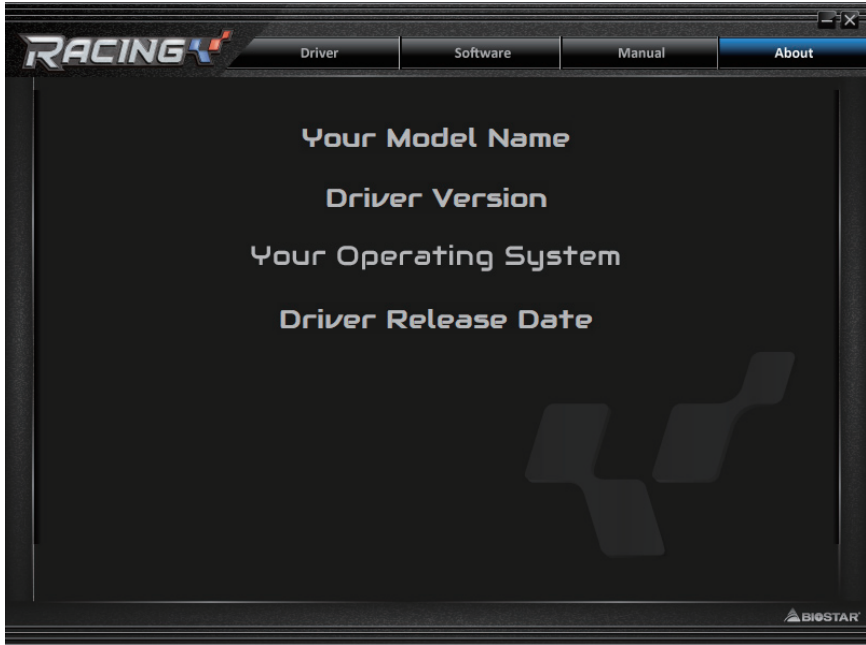 RACING
Driver Software Manual About
Your Model Name
Driver Version
Your Operating System
Driver Release Date
BIOSTAR